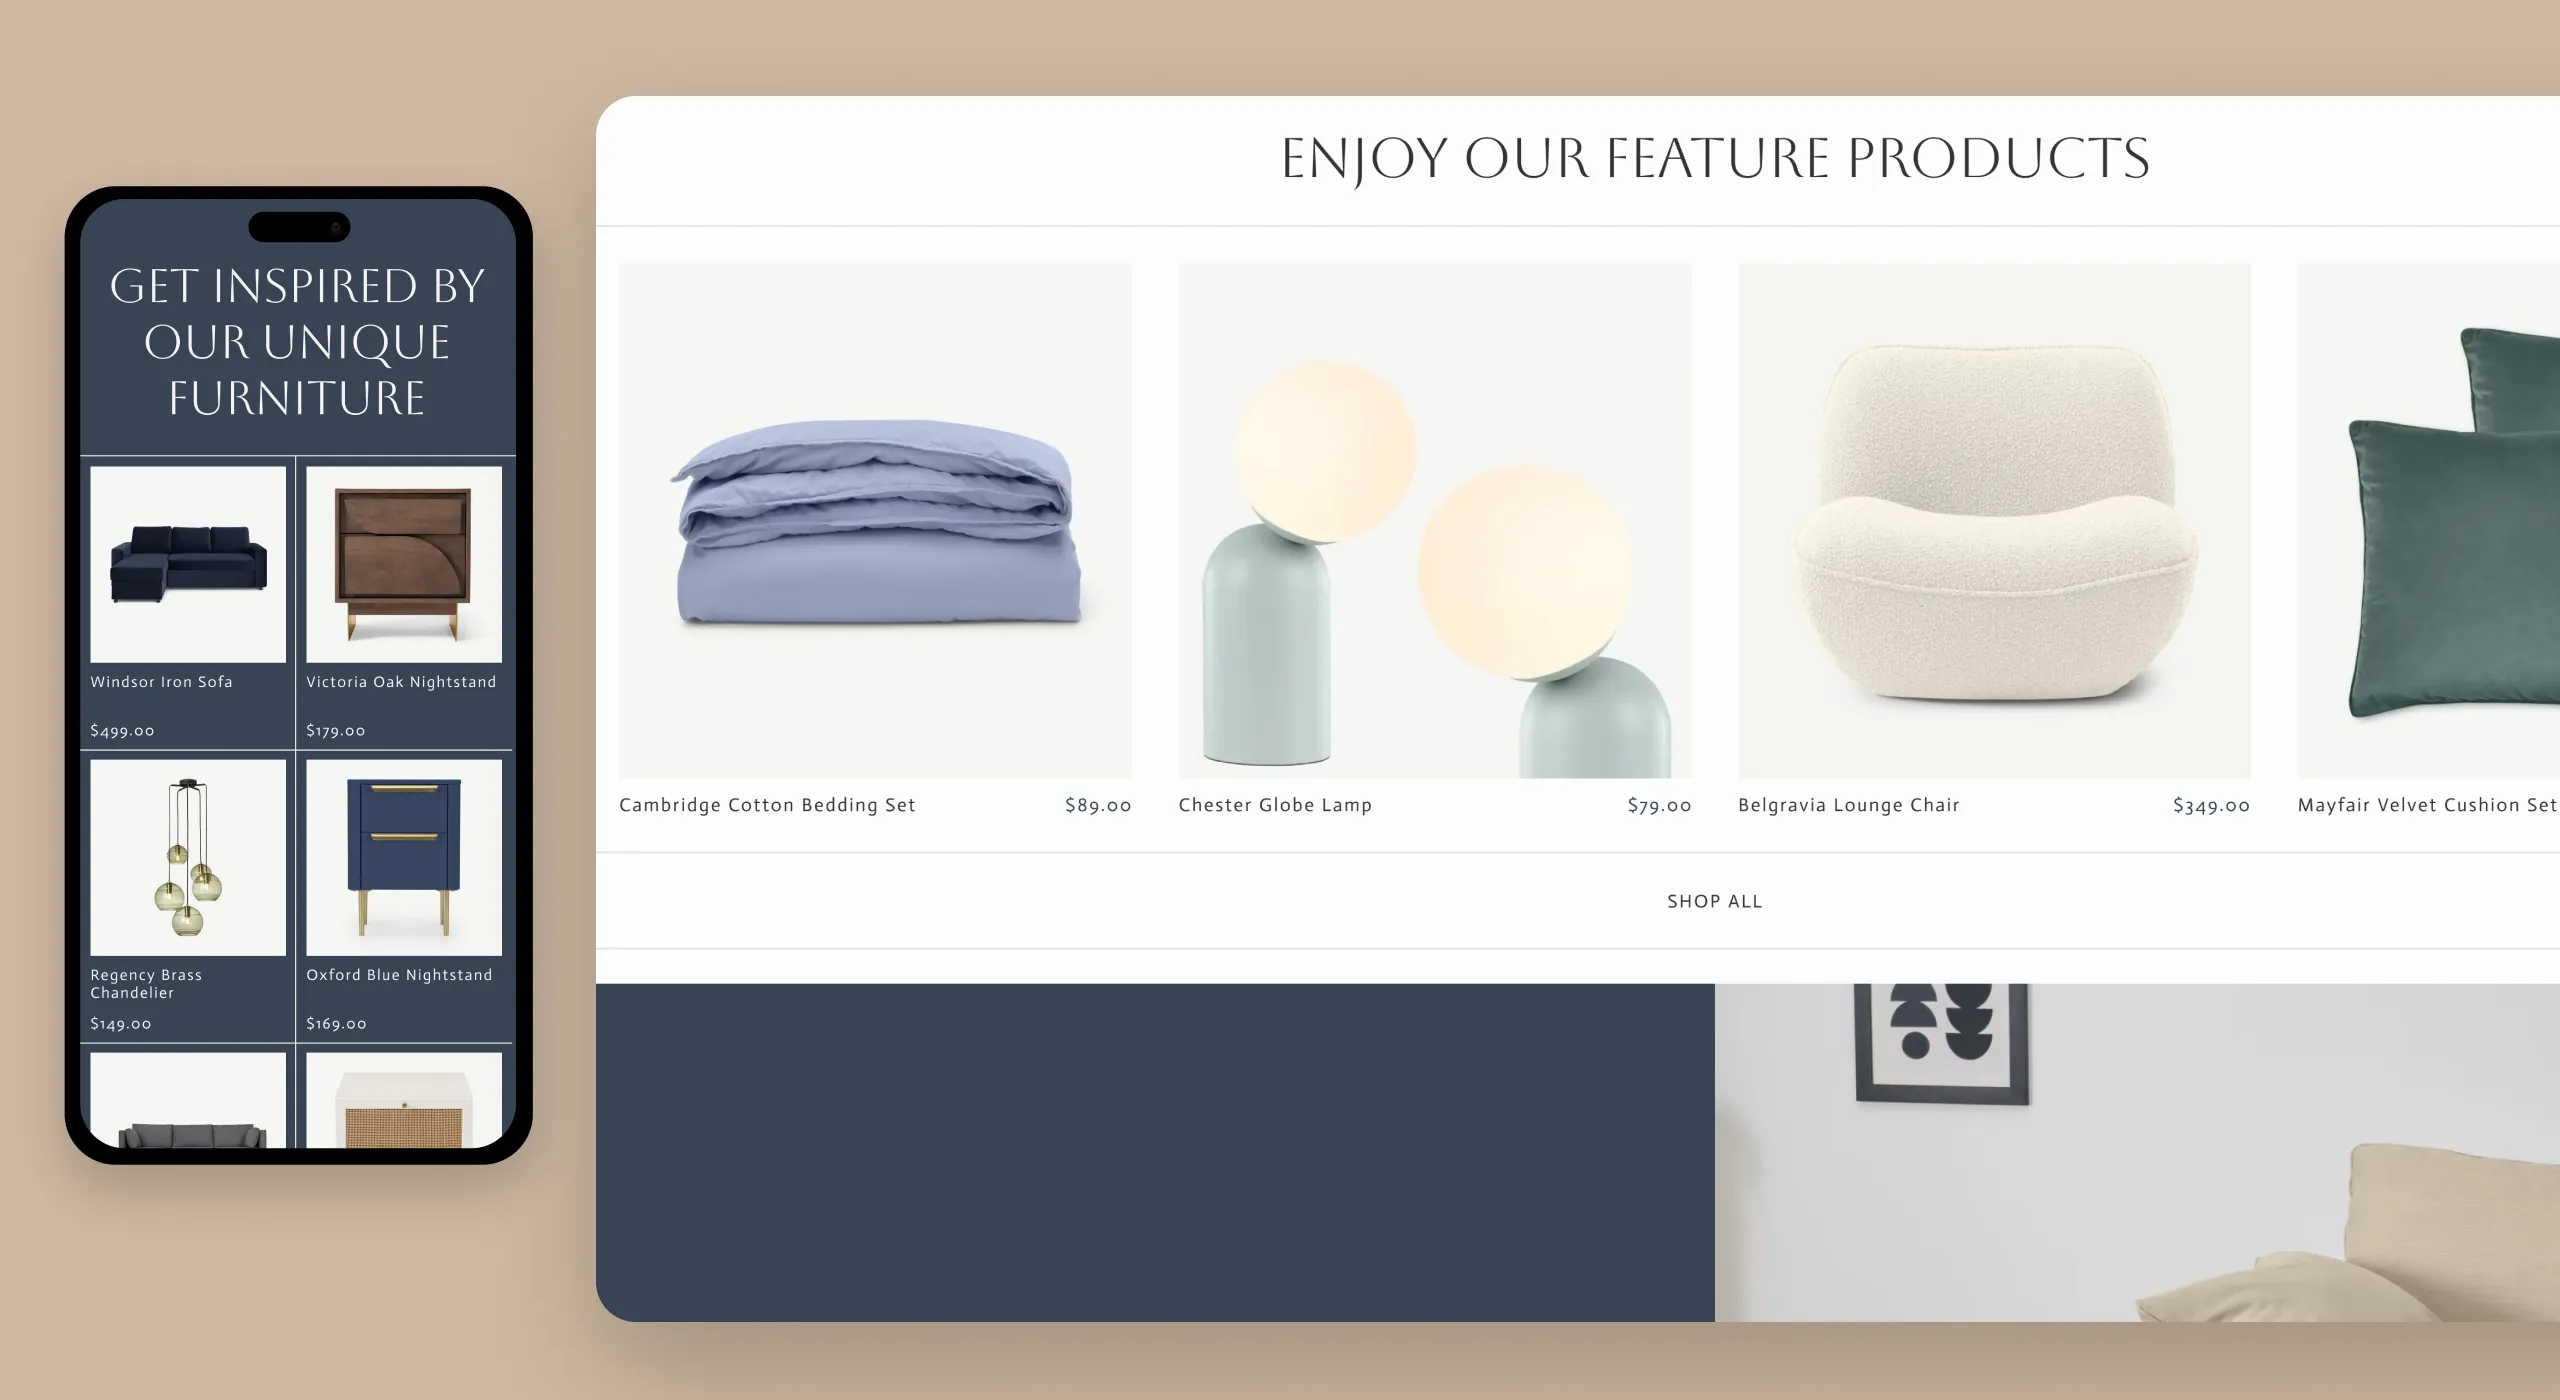 GET INSPIRED BY
OUR UNIQUE
FURNITURE
Windsor Iron Sofa
$499.00
Victoria Oak Nightstand
$179.00
Regency Brass
Chandelier
$149.00
Oxford Blue Nightstand
$169.00
ENJOY OUR FEATURE PRODUCTS
Cambridge Cotton Bedding Set
$89.00
Chester Globe Lamp
$79.00
Belgravia Lounge Chair
$349.00
Mayfair Velvet Cushion Set
SHOP ALL